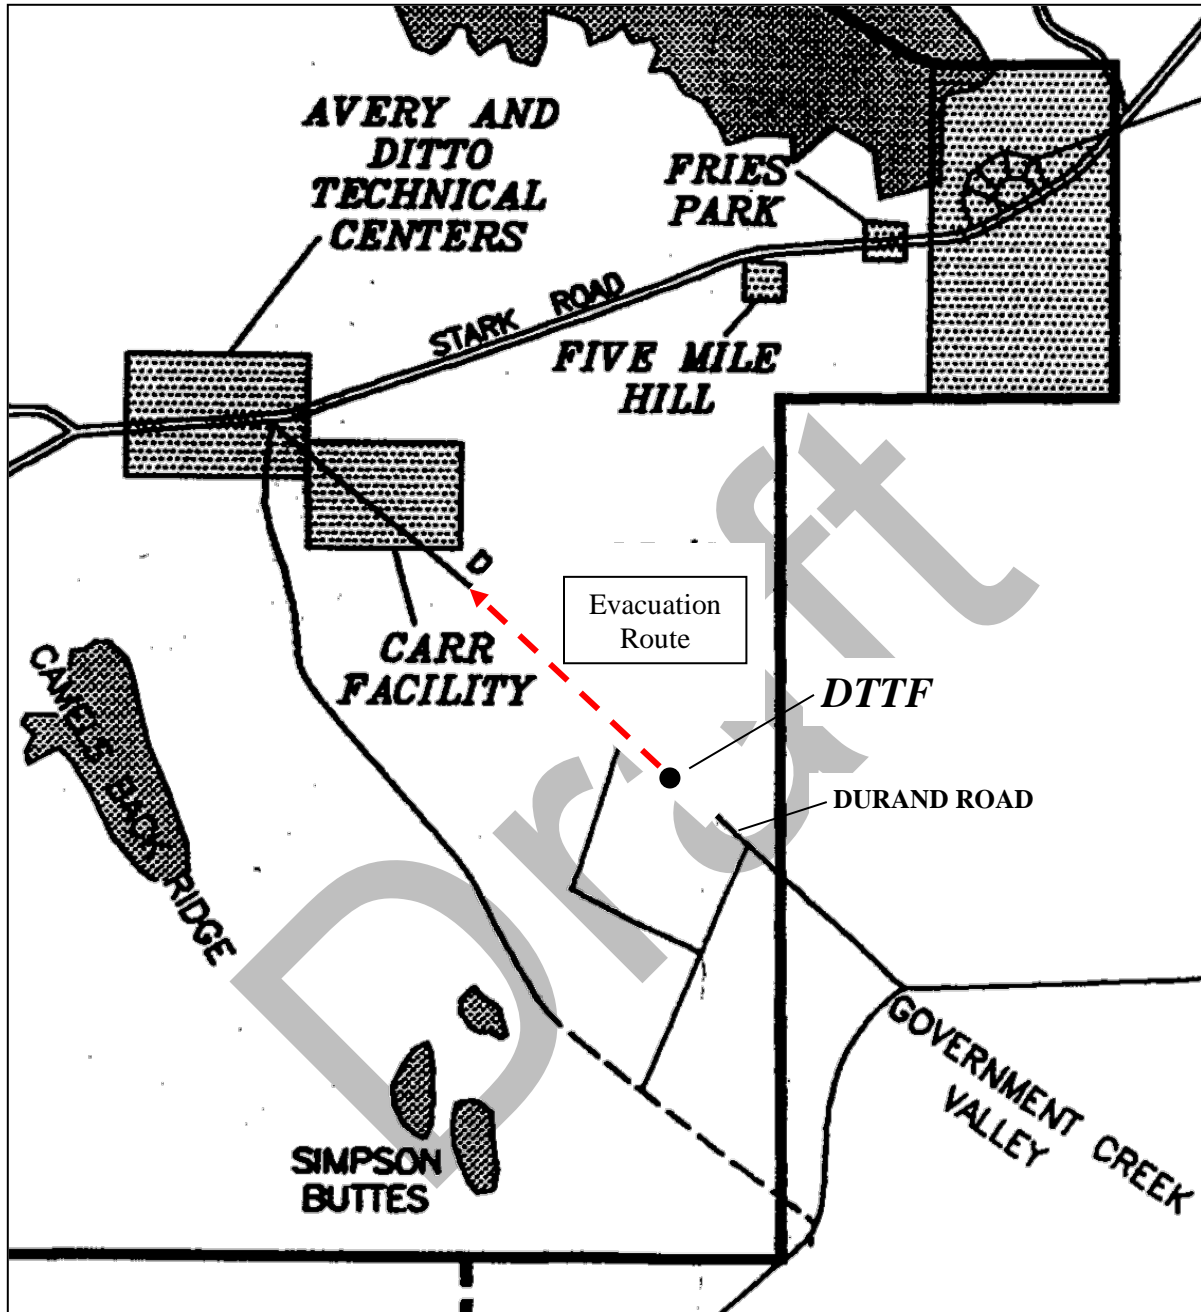 AVERY AND
DITTO
TECHNICAL
CENTERS
FRIES
PARK
STARK ROAD
FIVE MILE
HILL
D
Evacuation
Route
CARR
FACILITY
DTTF
CAMELS BACK RIDGE
DURAND ROAD
GOVERNMENT CREEK
VALLEY
SIMPSON
BUTTES
Draft